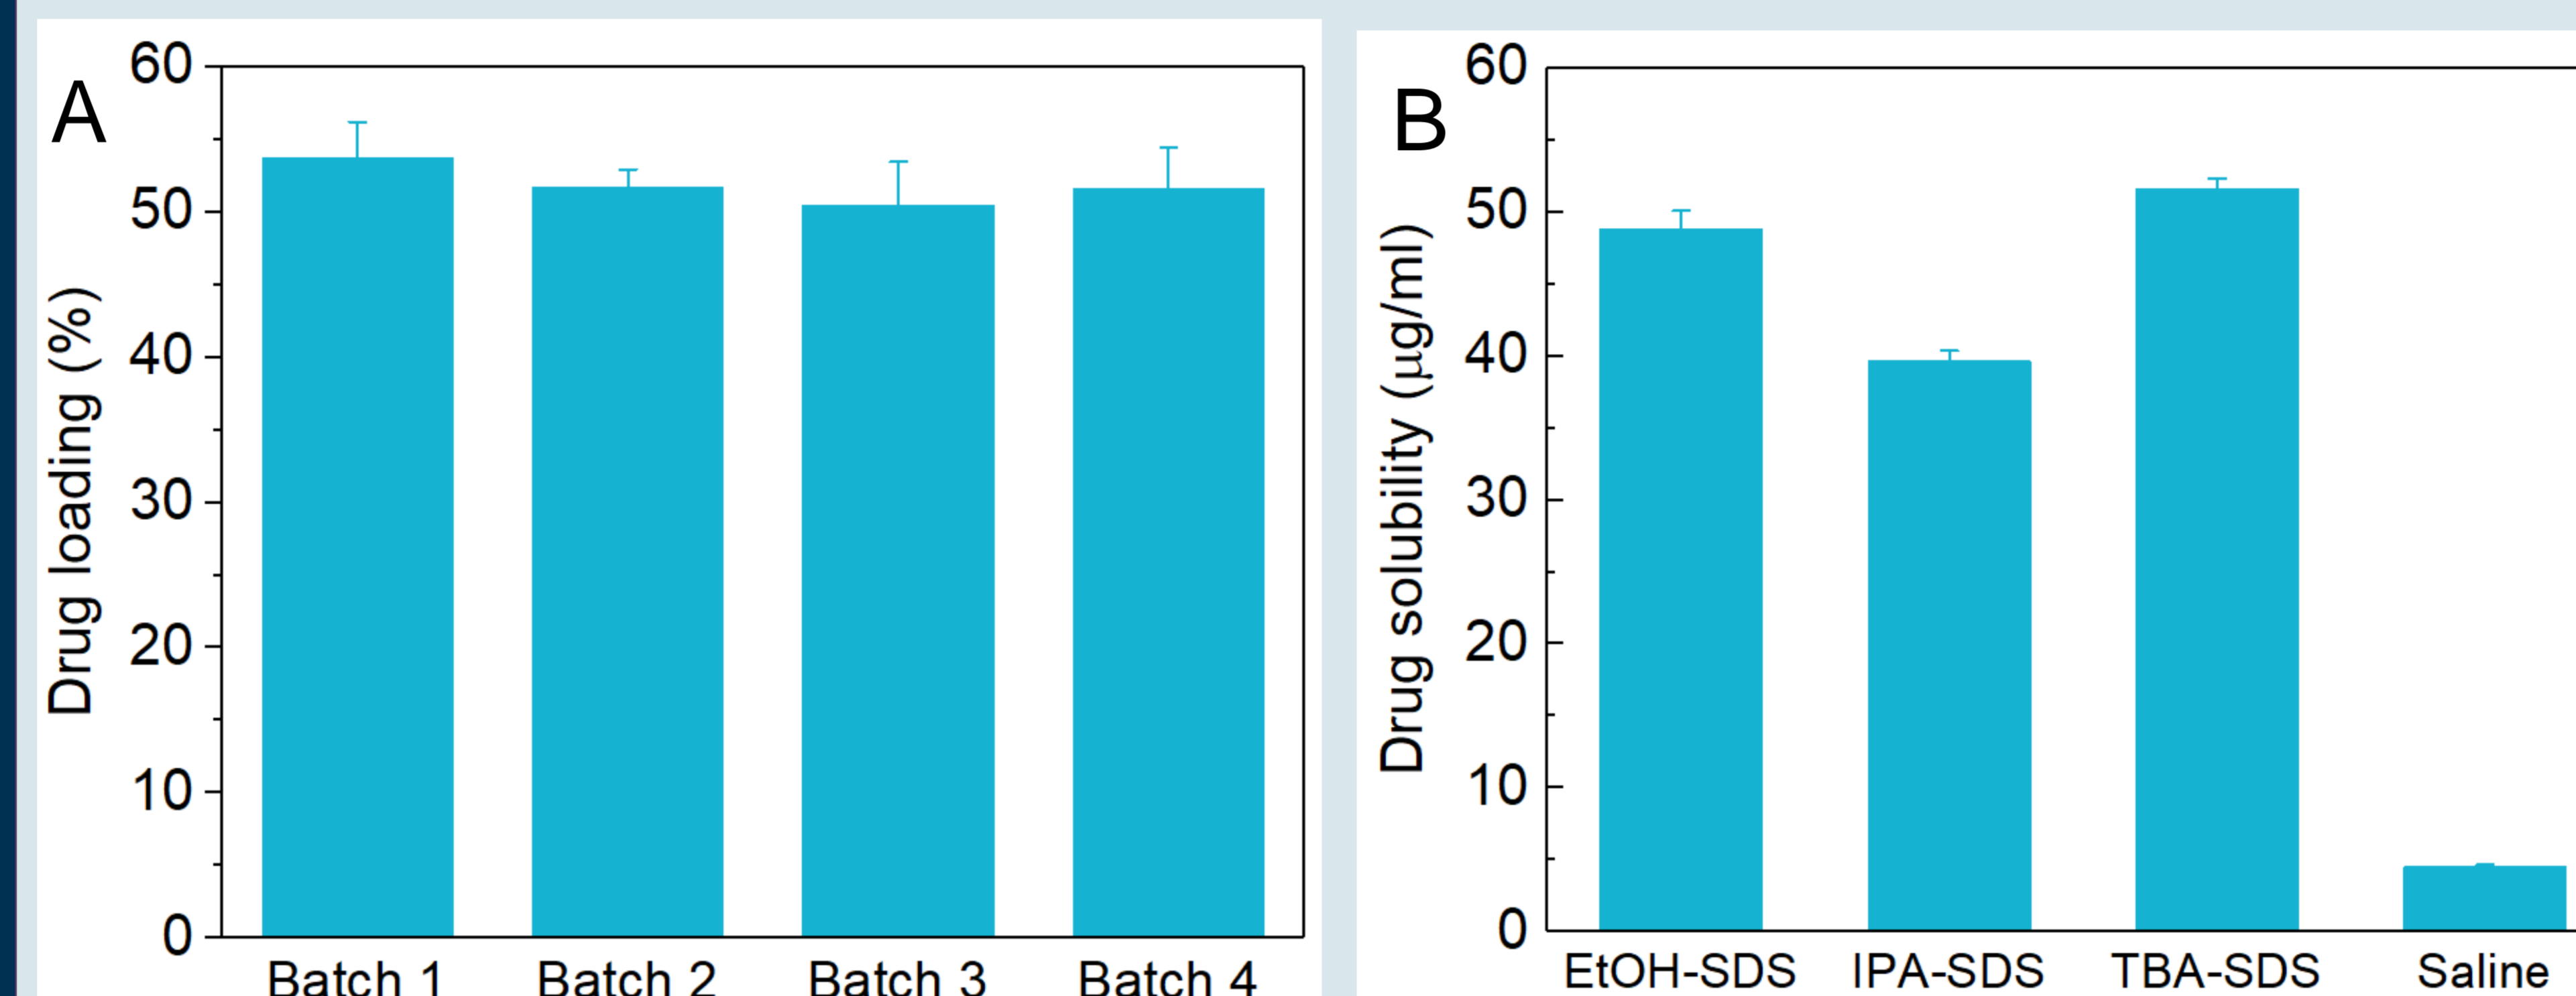 A
Drug loading (%)
60
50
40
30
20
10
0
Batch 1 Batch 2 Batch 3 Batch 4
B
Drug solubility (µg/ml)
60
50
40
30
20
10
0
EtOH-SDS IPA-SDS TBA-SDS Saline